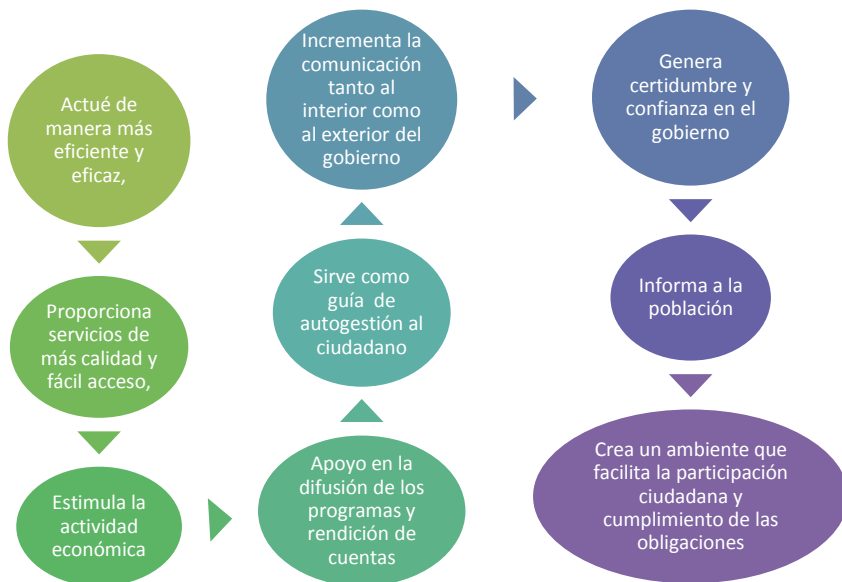 Actué de
manera más
eficiente y
eficaz,
Proporciona
servicios de
más calidad y
fácil acceso,
Estimula la
actividad
económica
Apoyo en la
difusión de los
programas y
rendición de
cuentas
Sirve como
guía de
autogestión al
ciudadano
Incrementa la
comunicación
tanto al
interior como
al exterior del
gobierno
Genera
certidumbre y
confianza en el
gobierno
Informa a la
población
Crea un ambiente que
facilita la participación
ciudadana y
cumplimiento de las
obligaciones